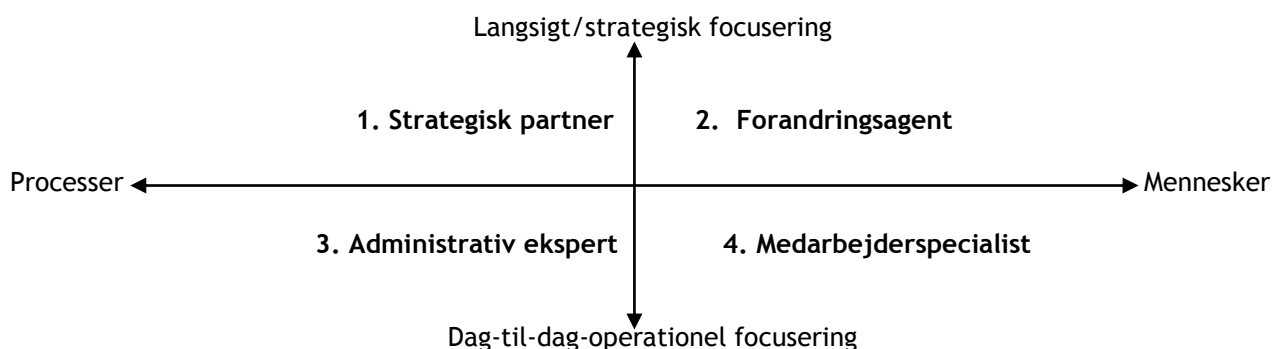 Langsigt/strategisk focusering
1. Strategisk partner
2. Forandringsagent
Processer
Mennesker
3. Administrativ ekspert
4. Medarbejderspecialist
Dag-til-dag-operationel focusering